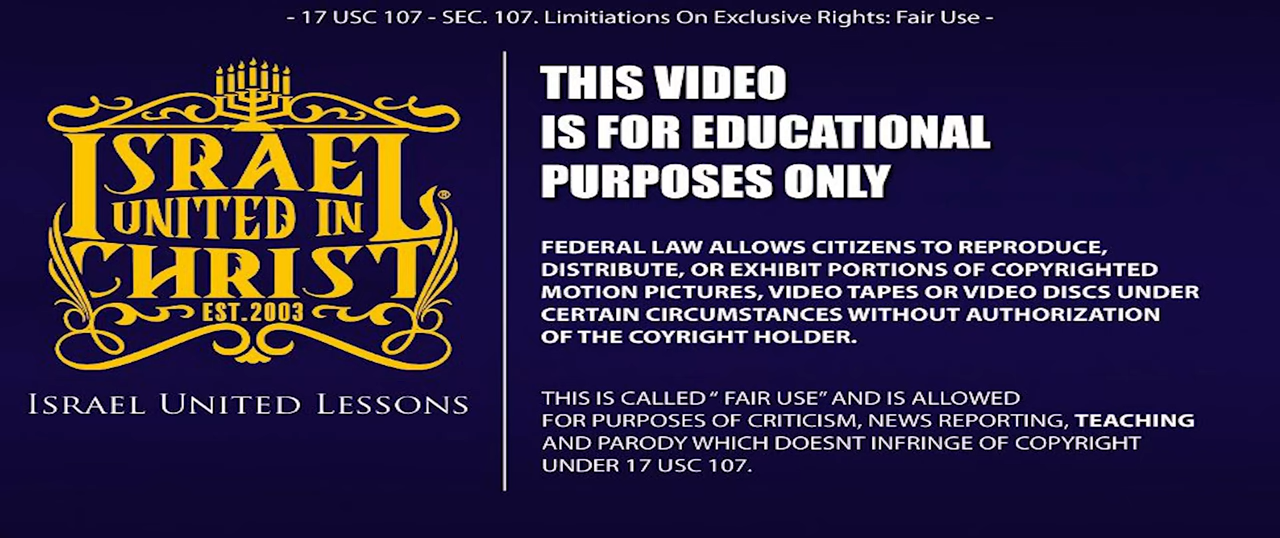 - 17 USC 107 - SEC. 107. Limitiations On Exclusive Rights: Fair Use -
ISRAEL
UNITED IN
CHRIST
EST. 2003
®
ISRAEL UNITED LESSONS
THIS VIDEO
IS FOR EDUCATIONAL
PURPOSES ONLY
FEDERAL LAW ALLOWS CITIZENS TO REPRODUCE,
DISTRIBUTE, OR EXHIBIT PORTIONS OF COPYRIGHTED
MOTION PICTURES, VIDEO TAPES OR VIDEO DISCS UNDER
CERTAIN CIRCUMSTANCES WITHOUT AUTHORIZATION
OF THE COYRIGHT HOLDER.
THIS IS CALLED “ FAIR USE” AND IS ALLOWED
FOR PURPOSES OF CRITICISM, NEWS REPORTING, TEACHING
AND PARODY WHICH DOESNT INFRINGE OF COPYRIGHT
UNDER 17 USC 107.